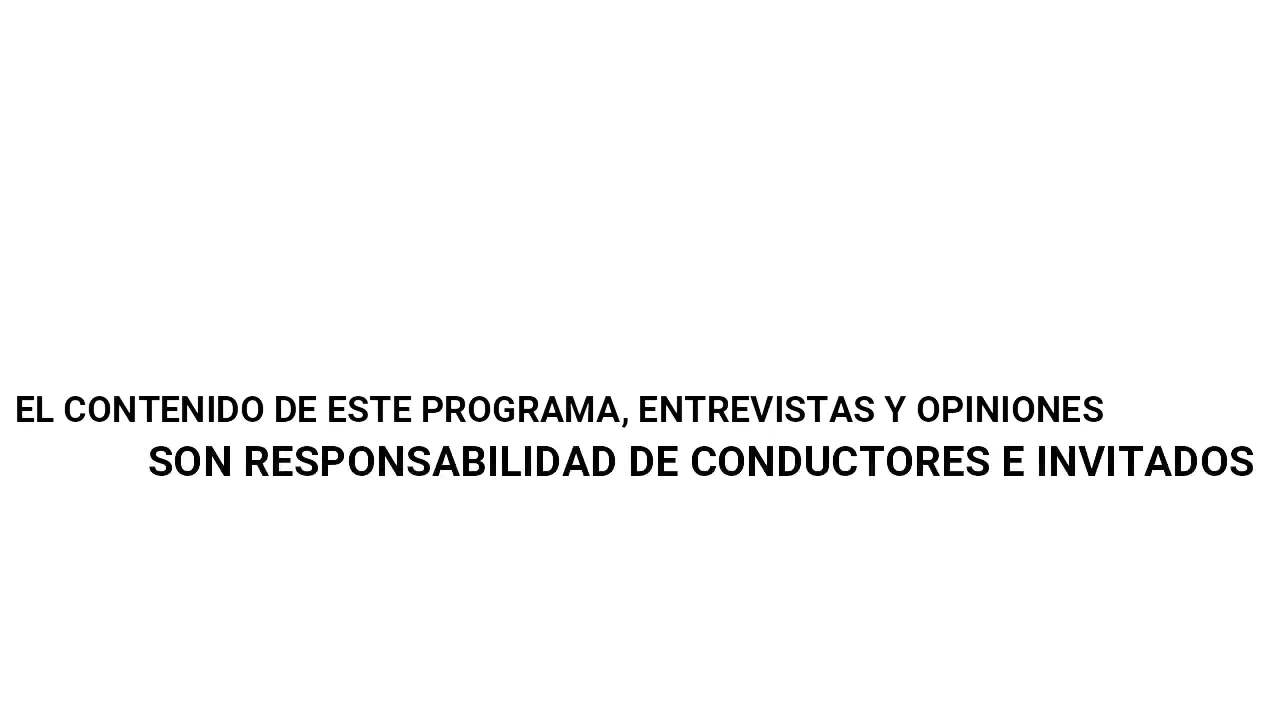 EL CONTENIDO DE ESTE PROGRAMA, ENTREVISTAS Y OPINIONES
SON RESPONSABILIDAD DE CONDUCTORES E INVITADOS